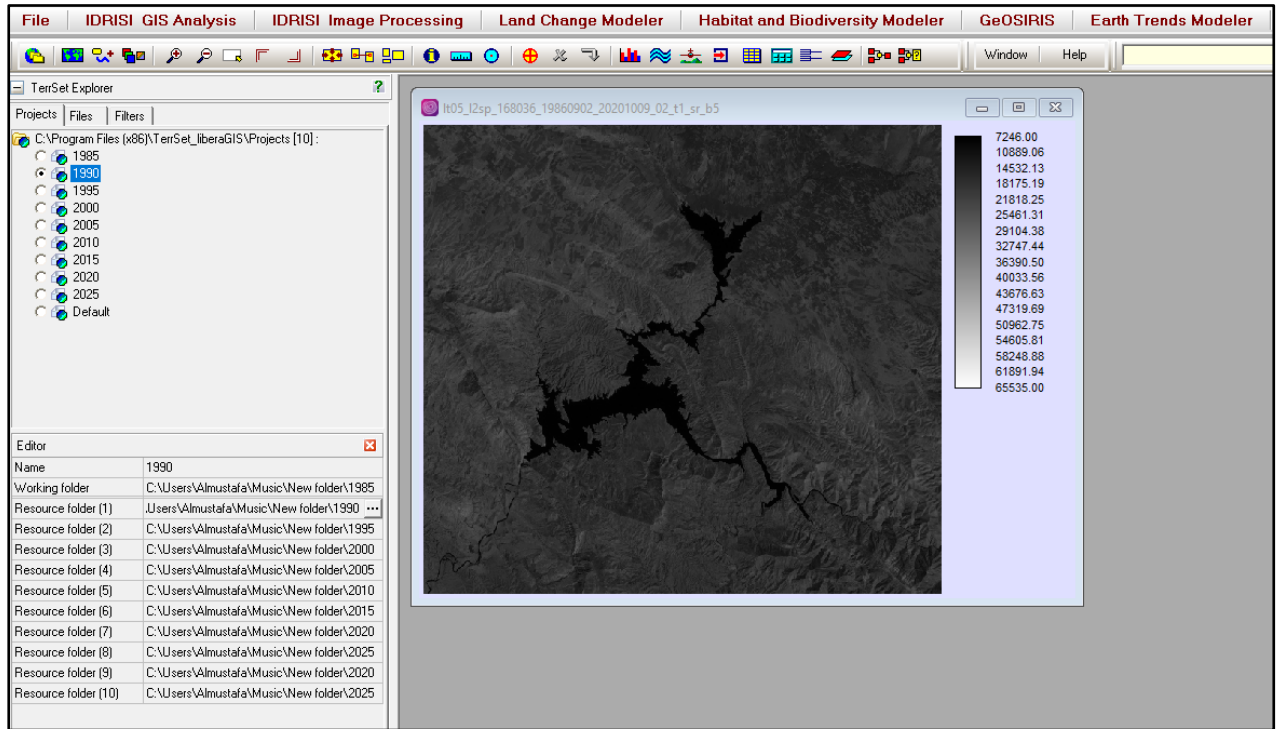 File IDRISI GIS Analysis IDRISI Image Processing Land Change Modeler Habitat and Biodiversity Modeler GeOSIRIS Earth Trends Modeler
Window Help
TerrSet Explorer
Projects Files Filters
C:\Program Files (x86)\TerrSet_liberaGIS\Projects [10] :
1985
1990
1995
2000
2005
2010
2015
2020
2025
Default
Editor
Name 1990
Working folder C:\Users\Almustafa\Music\New folder\1985
Resource folder (1) .Users\Almustafa\Music\New folder\1990 ...
Resource folder (2) C:\Users\Almustafa\Music\New folder\1995
Resource folder (3) C:\Users\Almustafa\Music\New folder\2000
Resource folder (4) C:\Users\Almustafa\Music\New folder\2005
Resource folder (5) C:\Users\Almustafa\Music\New folder\2010
Resource folder (6) C:\Users\Almustafa\Music\New folder\2015
Resource folder (7) C:\Users\Almustafa\Music\New folder\2020
Resource folder (8) C:\Users\Almustafa\Music\New folder\2025
Resource folder (9) C:\Users\Almustafa\Music\New folder\2020
Resource folder (10) C:\Users\Almustafa\Music\New folder\2025
lt05_l2sp_168036_19860902_20201009_02_t1_sr_b5
7246.00
10889.06
14532.13
18175.19
21818.25
25461.31
29104.38
32747.44
36390.50
40033.56
43676.63
47319.69
50962.75
54605.81
58248.88
61891.94
65535.00